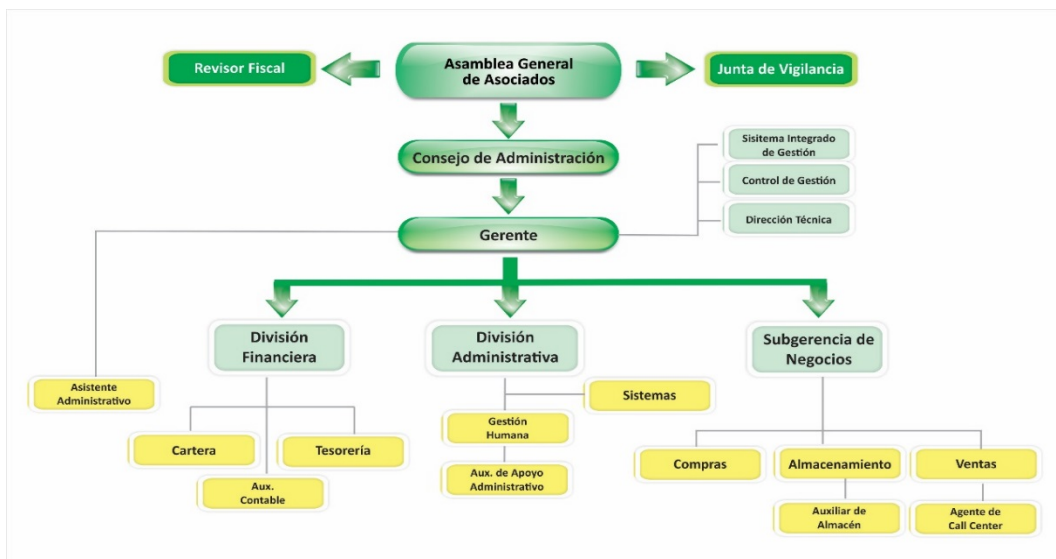 Revisor Fiscal
Asamblea General
de Asociados
Junta de Vigilancia
Consejo de Administración
Sisitema Integrado
de Gestión
Control de Gestión
Dirección Técnica
Gerente
División
Financiera
División
Administrativa
Subgerencia de
Negocios
Asistente
Administrativo
Sistemas
Cartera
Tesorería
Gestión
Humana
Compras
Almacenamiento
Ventas
Aux.
Contable
Aux. de Apoyo
Administrativo
Auxiliar de
Almacén
Agente de
Call Center